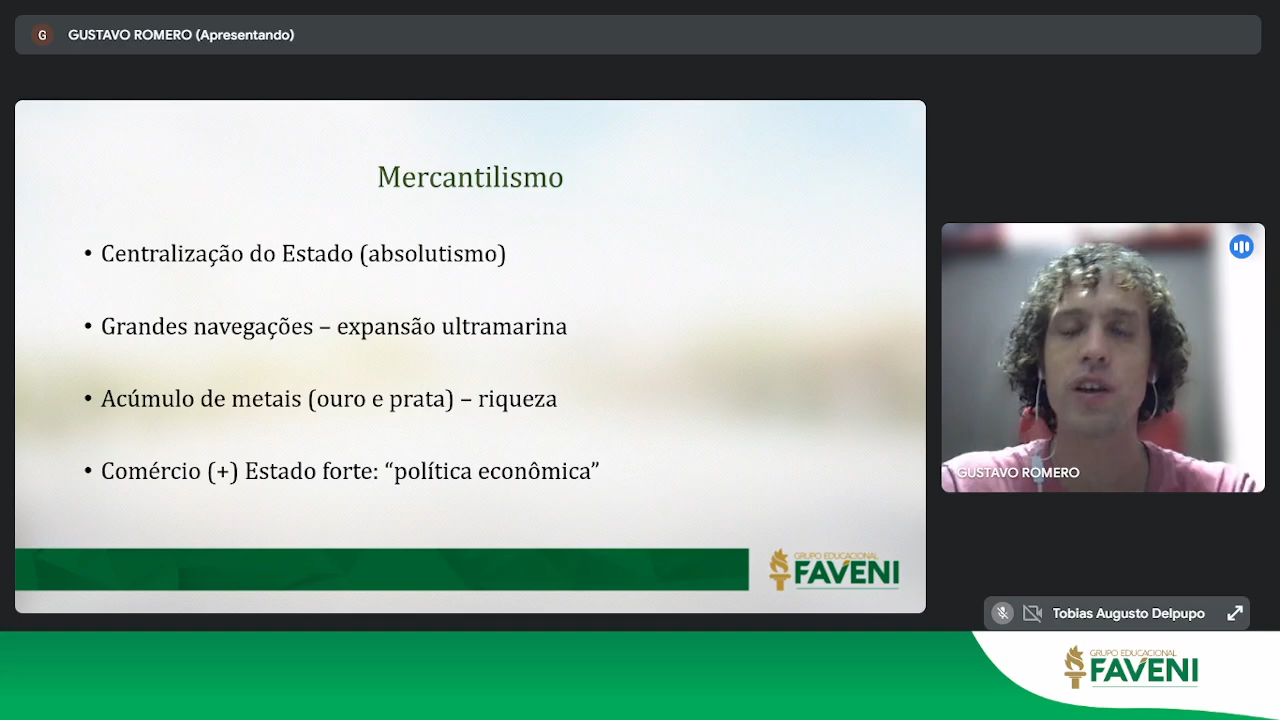 G
GUSTAVO ROMERO (Apresentando)
Mercantilismo
• Centralização do Estado (absolutismo)
• Grandes navegações – expansão ultramarina
• Acúmulo de metais (ouro e prata) – riqueza
• Comércio (+) Estado forte: “política econômica”
GRUPO EDUCACIONAL
FAVENI
GUSTAVO ROMERO
Tobias Augusto Delpupo
GRUPO EDUCACIONAL
FAVENI